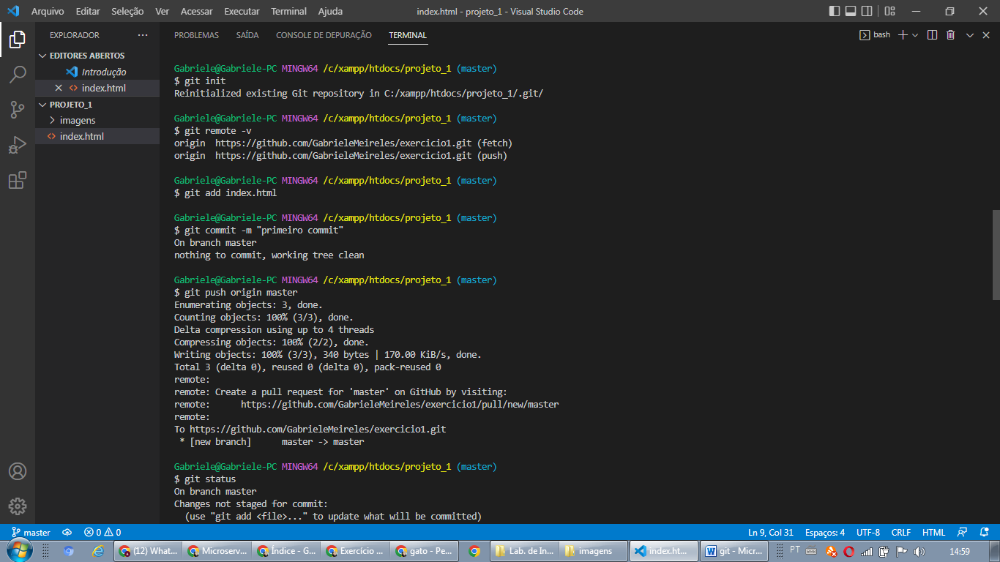 Arquivo Editar Seleção Ver Acessar Executar Terminal Ajuda
index.html - projeto_1 - Visual Studio Code
EXPLORADOR
EDITORES ABERTOS
Introdução
index.html
PROJETO_1
imagens
index.html
PROBLEMAS SAÍDA CONSOLE DE DEPURAÇÃO TERMINAL
bash
Gabriele@Gabriele-PC MINGW64 /c/xampp/htdocs/projeto_1 (master)
$ git init
Reinitialized existing Git repository in C:/xampp/htdocs/projeto_1/.git/
Gabriele@Gabriele-PC MINGW64 /c/xampp/htdocs/projeto_1 (master)
$ git remote -v
origin  https://github.com/GabrieleMeireles/exercicio1.git (fetch)
origin  https://github.com/GabrieleMeireles/exercicio1.git (push)
Gabriele@Gabriele-PC MINGW64 /c/xampp/htdocs/projeto_1 (master)
$ git add index.html
Gabriele@Gabriele-PC MINGW64 /c/xampp/htdocs/projeto_1 (master)
$ git commit -m "primeiro commit"
On branch master
nothing to commit, working tree clean
Gabriele@Gabriele-PC MINGW64 /c/xampp/htdocs/projeto_1 (master)
$ git push origin master
Enumerating objects: 3, done.
Counting objects: 100% (3/3), done.
Delta compression using up to 4 threads
Compressing objects: 100% (2/2), done.
Writing objects: 100% (3/3), 340 bytes | 170.00 KiB/s, done.
Total 3 (delta 0), reused 0 (delta 0), pack-reused 0
remote:
remote: Create a pull request for 'master' on GitHub by visiting:
remote:      https://github.com/GabrieleMeireles/exercicio1/pull/new/master
remote:
To https://github.com/GabrieleMeireles/exercicio1.git
 * [new branch]      master -> master
Gabriele@Gabriele-PC MINGW64 /c/xampp/htdocs/projeto_1 (master)
$ git status
On branch master
Changes not staged for commit:
  (use "git add <file>..." to update what will be committed)
master 0 0 Ln 9, Col 31 Espaços: 4 UTF-8 CRLF HTML
(12) What... Microserv... Índice - G... Exercício ... gato - Pe... Lab. de In... imagens index.ht... git - Micr... PT 14:59